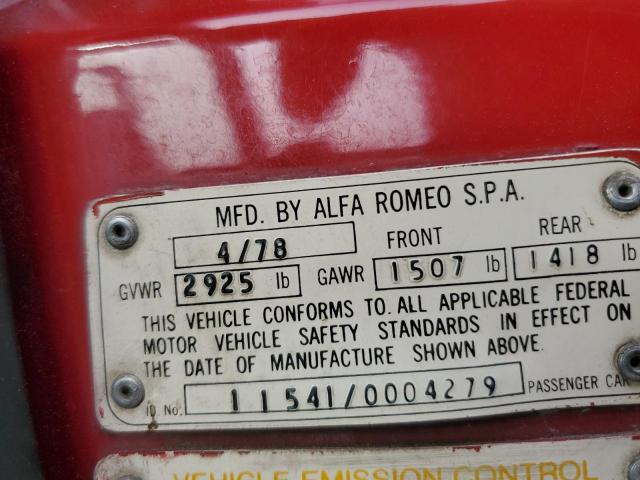 MFD. BY ALFA ROMEO S.P.A.
4/78 FRONT REAR
GVWR 2925 lb GAWR 1507 lb 1418 lb
THIS VEHICLE CONFORMS TO. ALL APPLICABLE FEDERAL
MOTOR VEHICLE SAFETY STANDARDS IN EFFECT ON
THE DATE OF MANUFACTURE SHOWN ABOVE.
ID. No. 11541/0004279 PASSENGER CAR
VEHICLE EMISSION CONTROL